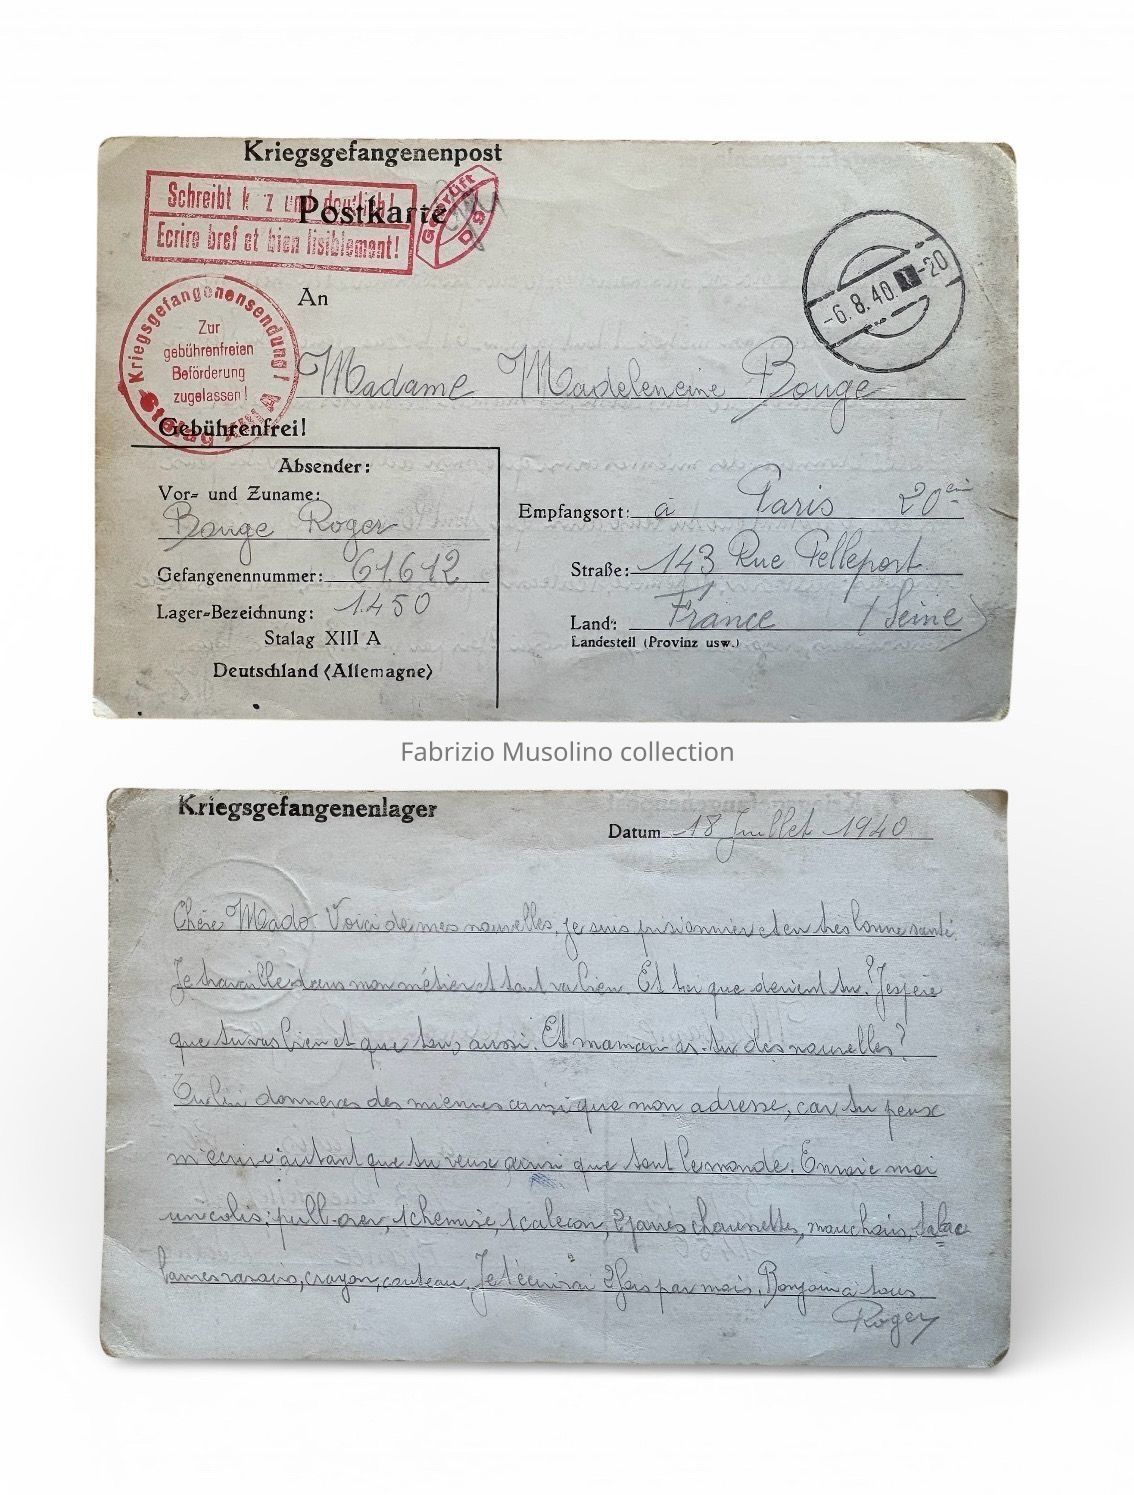 Kriegsgefangenenpost
Schreibt k z und deutlich!
Ecrire bref et bien lisiblement!
Postkarte
Geprüft
-6.8.40. -20
An
Kriegsgefangenensendung!
Zur
gebührenfreien
Beförderung
zugelassen!
Madame Madeleneine Bouge
Gebührenfrei!
Absender:
Vor- und Zuname:
Bouge Roger
Gefangenennummer: 61.612
Lager-Bezeichnung: 1450
Stalag XIII A
Deutschland (Allemagne)
Empfangsort: à Paris 20
Straße: 143 Rue Pelleport
Land: France (Seine)
Landesteil (Provinz usw.)
Fabrizio Musolino collection
Kriegsgefangenenlager
Datum 18 Juillet 1940
Chère Mado Voici de mes nouvelles, je suis prisonnier et en très bonne santé.
Je travaille dans mon métier et tout va bien. Et toi que devient tu? J'espère
que tu vas bien et que tous aussi. Et maman as-tu des nouvelles?
Tu lui donneras des miennes ainsi que mon adresse, car tu peux
m'écrire autant que tu veux ainsi que tout le monde. Envoie moi
un colis; pull-over, 1 chemise, 1 caleçon, 2 paires chaussettes, mouchoirs, tabac
lames rasoirs, crayon, couteau. Je t'écrirai 2 fois par mois. Bonjour a tous
Roger